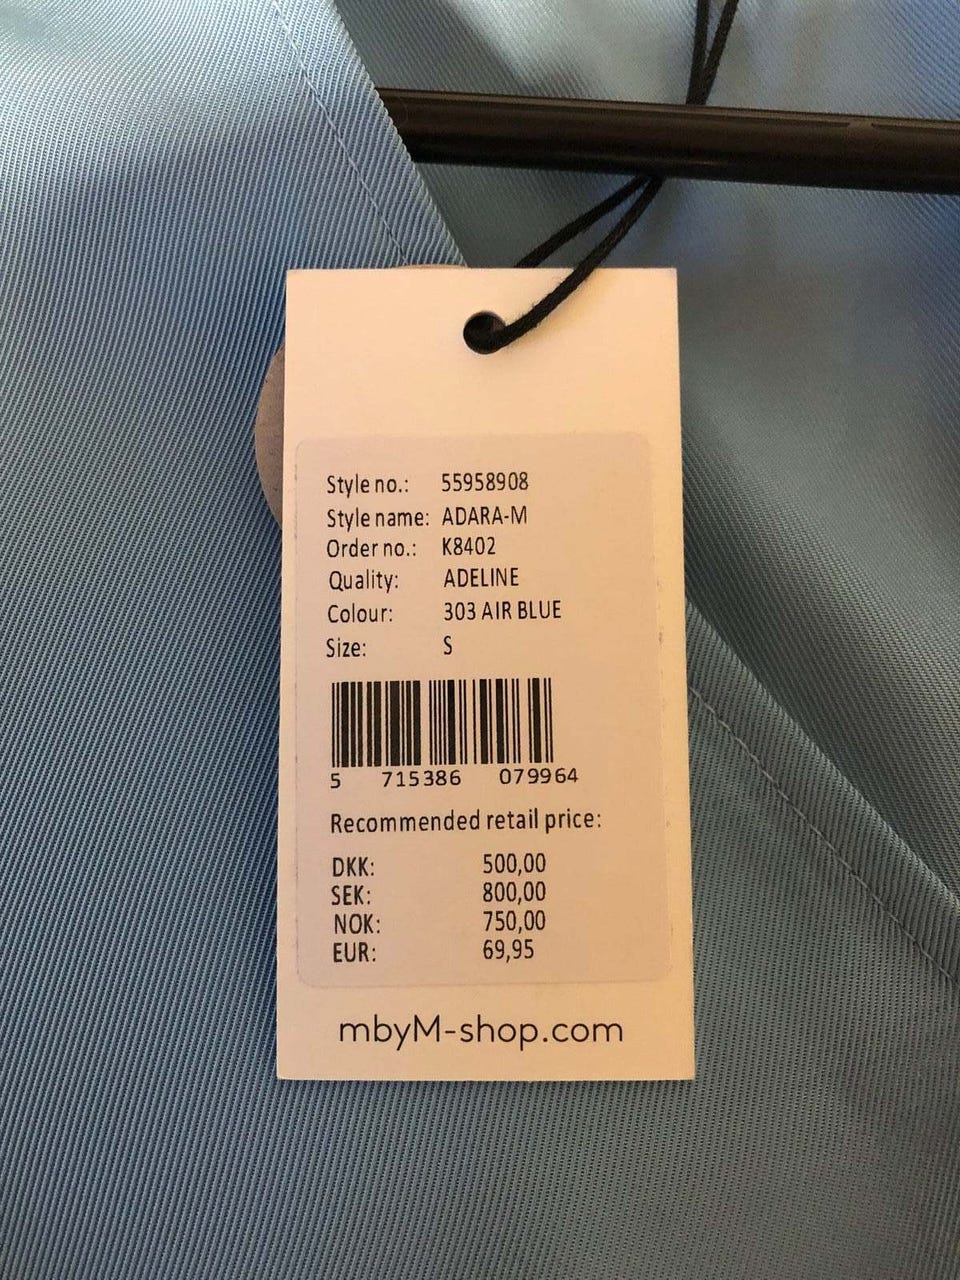 Style no.: 55958908
Style name: ADARA-M
Order no.: K8402
Quality: ADELINE
Colour: 303 AIR BLUE
Size: S
5 715386 079964
Recommended retail price:
DKK: 500,00
SEK: 800,00
NOK: 750,00
EUR: 69,95
mbyM-shop.com